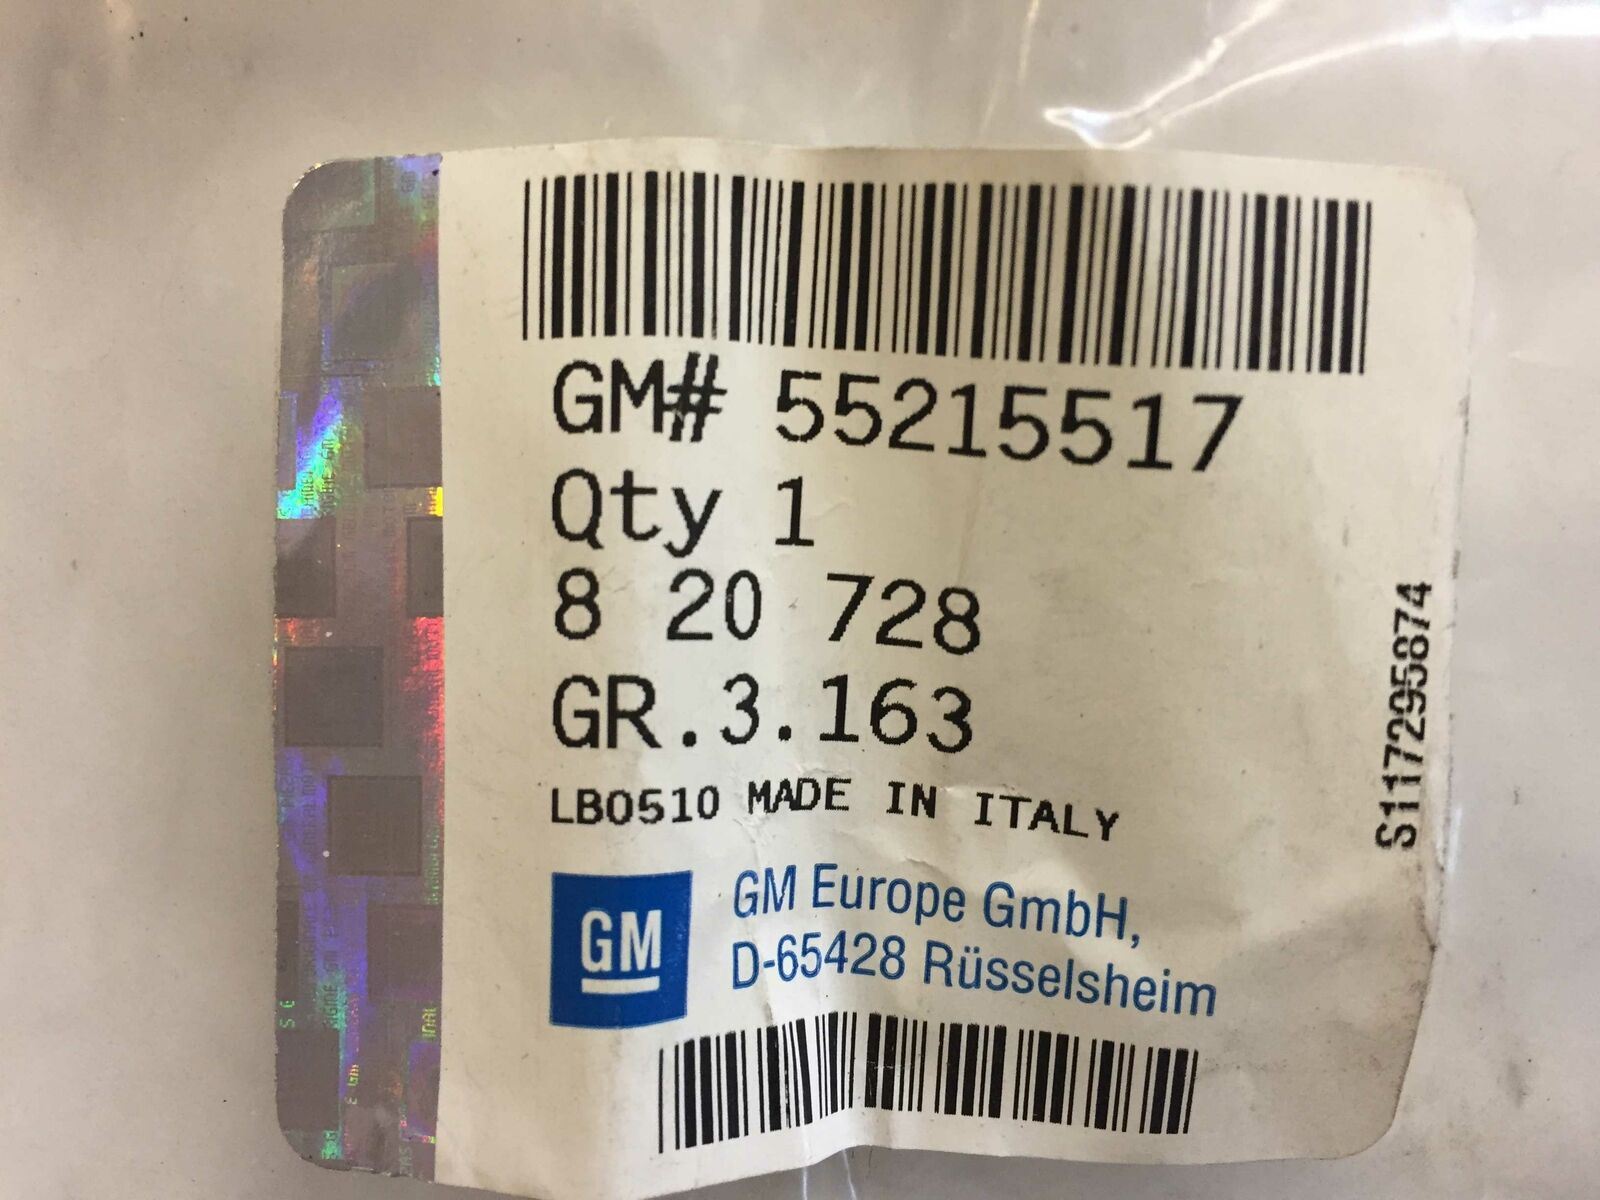 GM# 55215517
Qty 1
8 20 728
GR.3.163
LB0510 MADE IN ITALY
S117295874
GM
GM Europe GmbH,
D-65428 Rüsselsheim